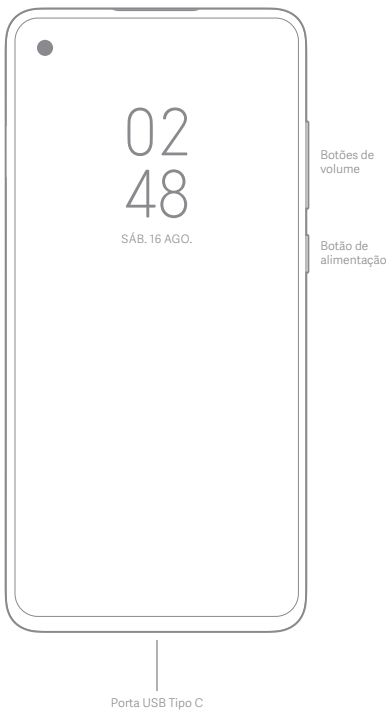 02
48
SÁB. 16 AGO.
Botões de
volume
Botão de
alimentação
Porta USB Tipo C